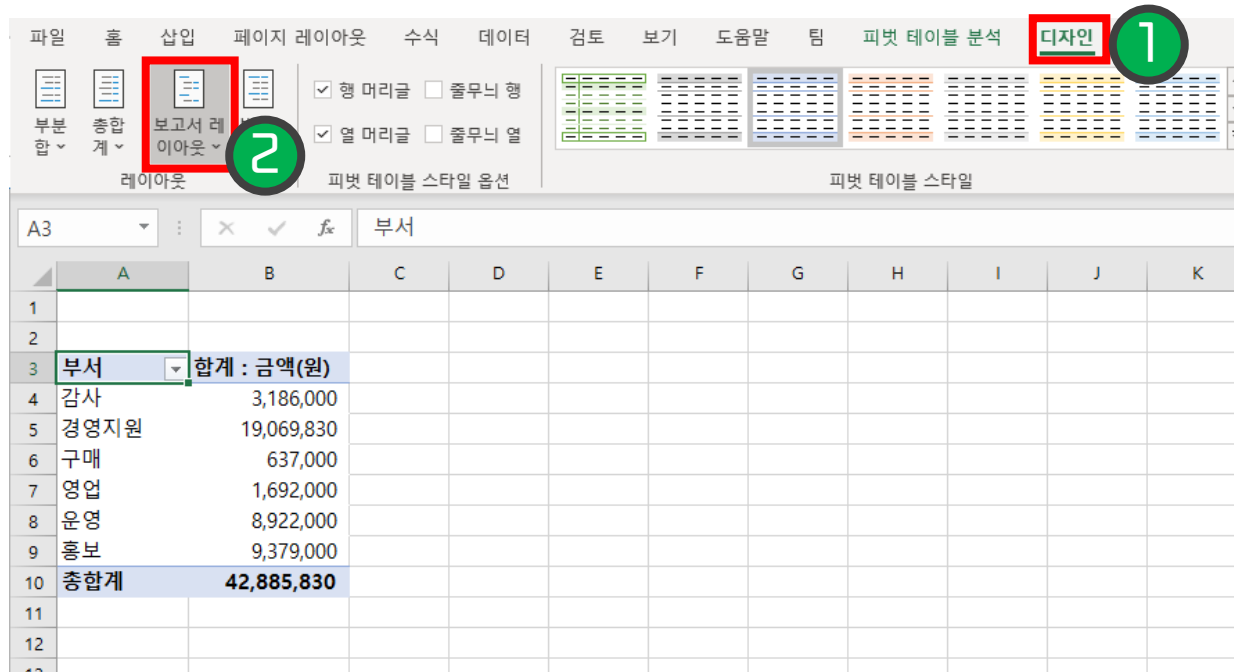 파일 홈 삽입 페이지 레이아웃 수식 데이터 검토 보기 도움말 팀 피벗 테이블 분석 디자인 1
부분합 총합계 보고서 레이아웃 2
행 머리글 줄무늬 행
열 머리글 줄무늬 열
레이아웃 피벗 테이블 스타일 옵션 피벗 테이블 스타일
A3 fx 부서
A B C D E F G H I J K
1
2
3 부서 합계 : 금액(원)
4 감사 3,186,000
5 경영지원 19,069,830
6 구매 637,000
7 영업 1,692,000
8 운영 8,922,000
9 홍보 9,379,000
10 총합계 42,885,830
11
12